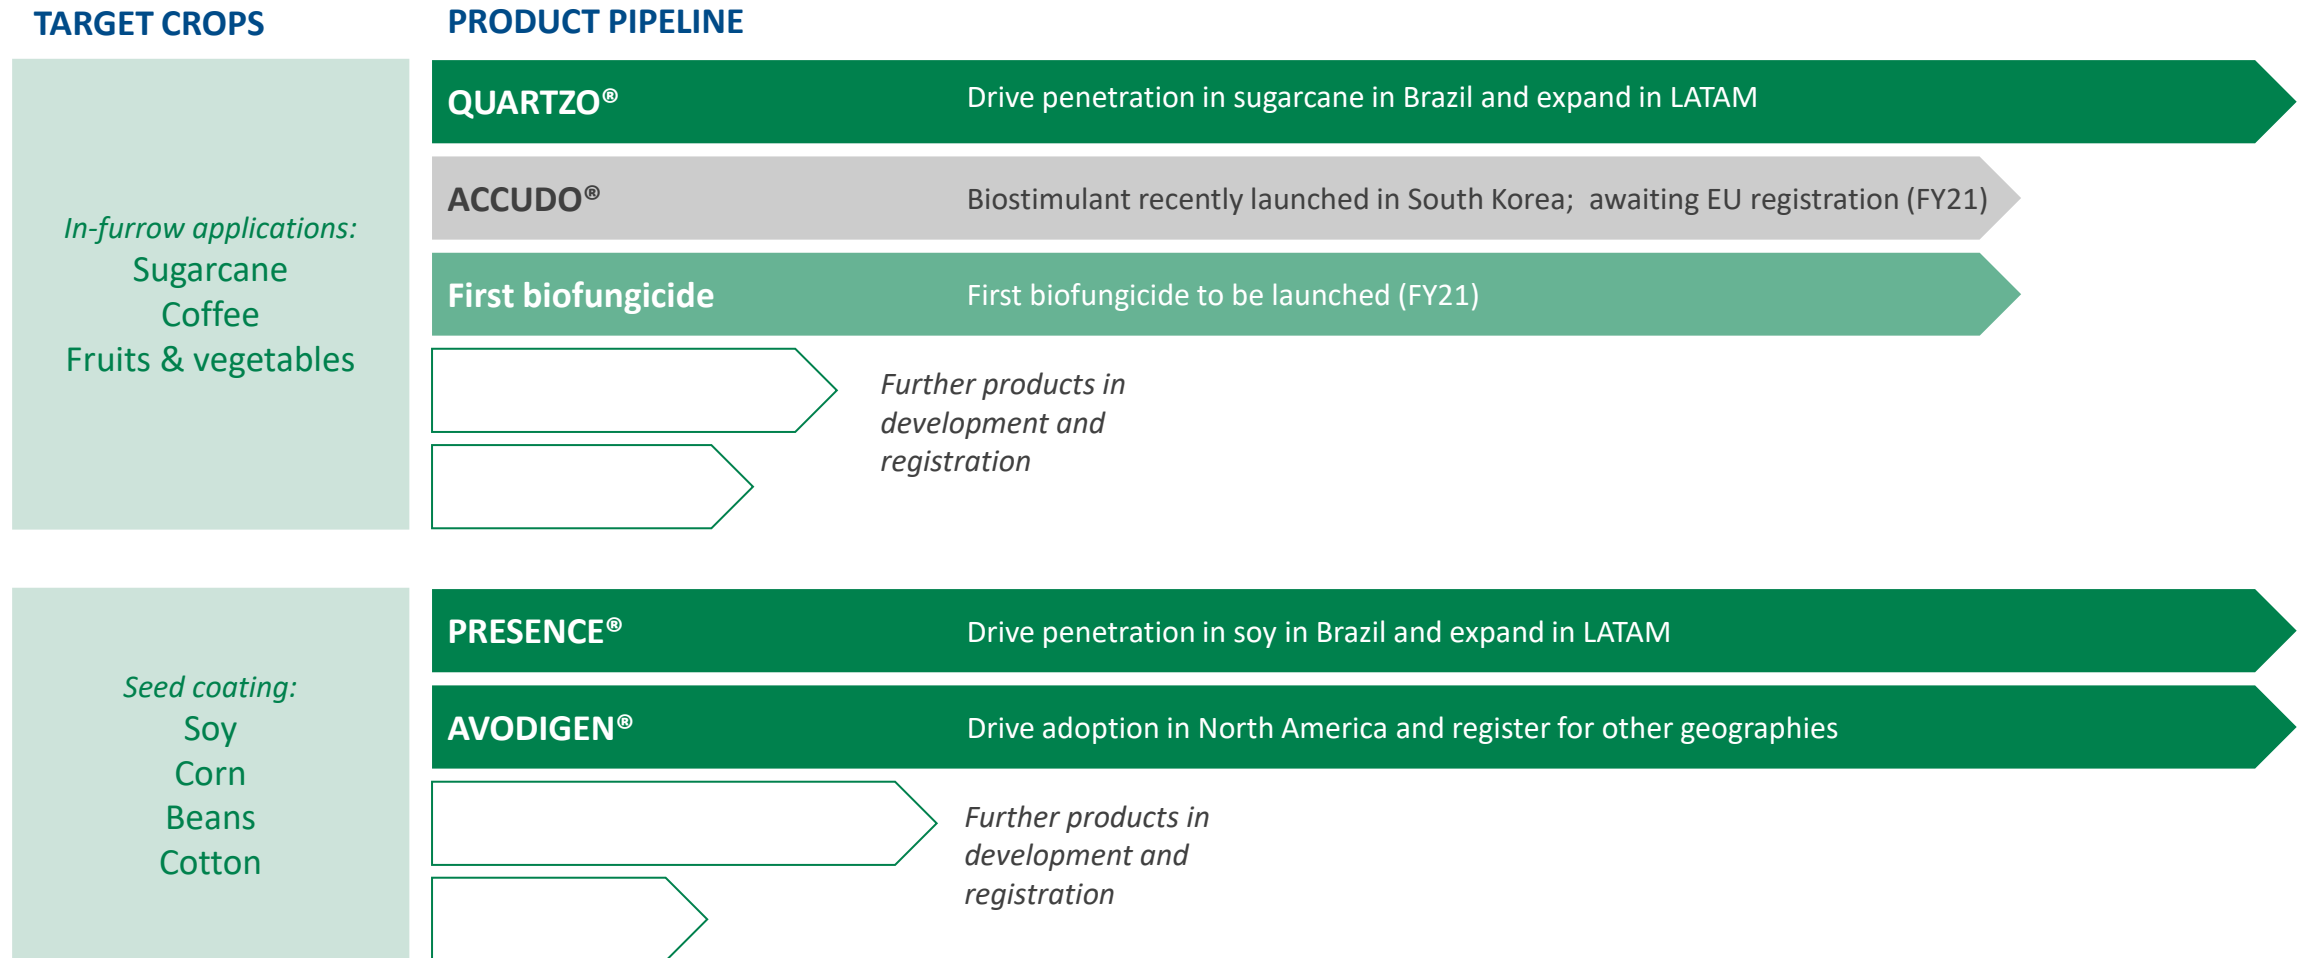 TARGET CROPS
PRODUCT PIPELINE
In-furrow applications:
Sugarcane
Coffee
Fruits & vegetables
QUARTZO® Drive penetration in sugarcane in Brazil and expand in LATAM
ACCUDO® Biostimulant recently launched in South Korea; awaiting EU registration (FY21)
First biofungicide First biofungicide to be launched (FY21)
Further products in
development and
registration
Seed coating:
Soy
Corn
Beans
Cotton
PRESENCE® Drive penetration in soy in Brazil and expand in LATAM
AVODIGEN® Drive adoption in North America and register for other geographies
Further products in
development and
registration